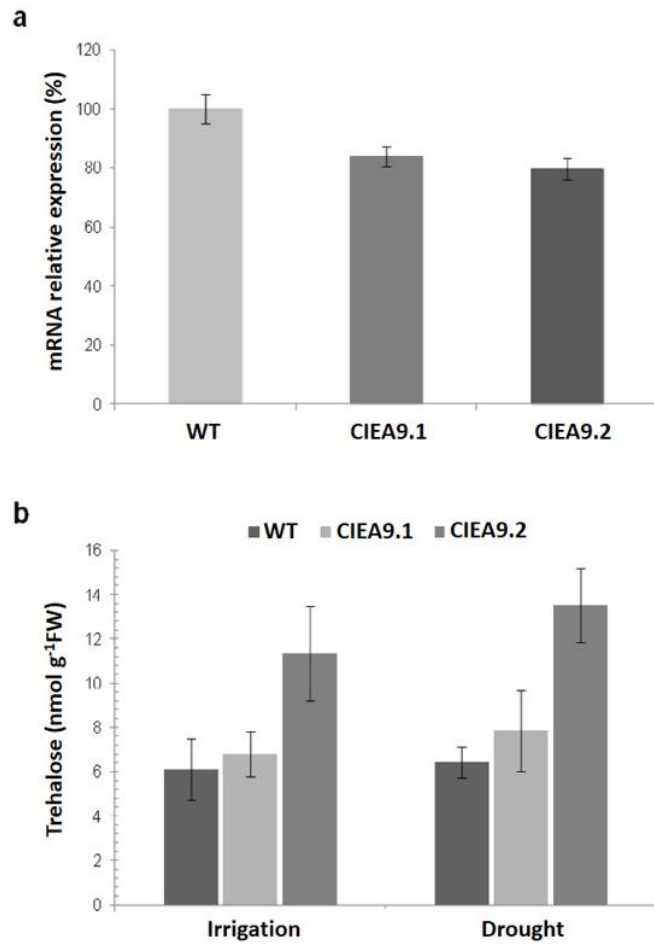 a
mRNA relative expression (%)
120
100
80
60
40
20
0
WT CIEA9.1 CIEA9.2
b
WT CIEA9.1 CIEA9.2
Trehalose (nmol g⁻¹FW)
16
14
12
10
8
6
4
2
0
Irrigation Drought